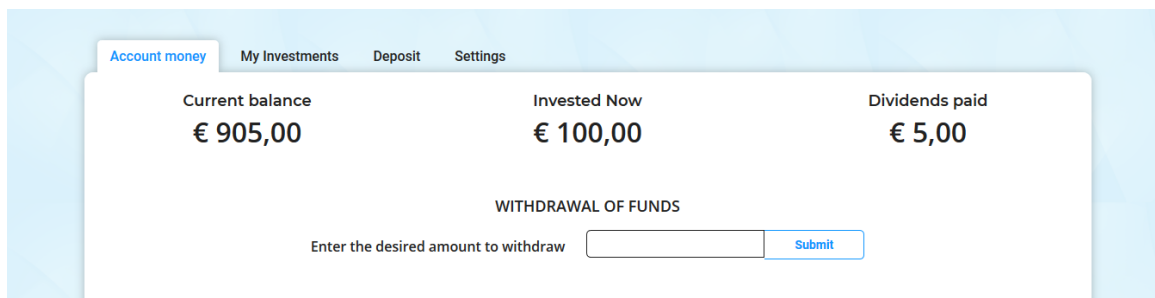 Account money My Investments Deposit Settings
Current balance Invested Now Dividends paid
€ 905,00 € 100,00 € 5,00
WITHDRAWAL OF FUNDS
Enter the desired amount to withdraw Submit